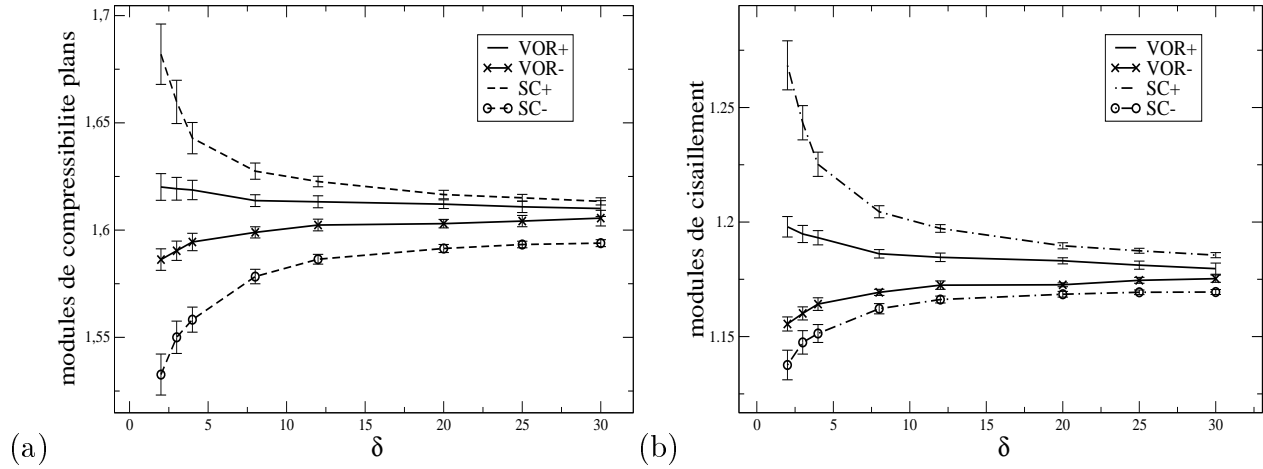 1,7
1,65
1,6
1,55
modules de compressibilite plans
VOR+
VOR-
SC+
SC-
0 5 10 15 20 25 30
δ
(a)
1.25
1.2
1.15
modules de cisaillement
VOR+
VOR-
SC+
SC-
0 5 10 15 20 25 30
δ
(b)